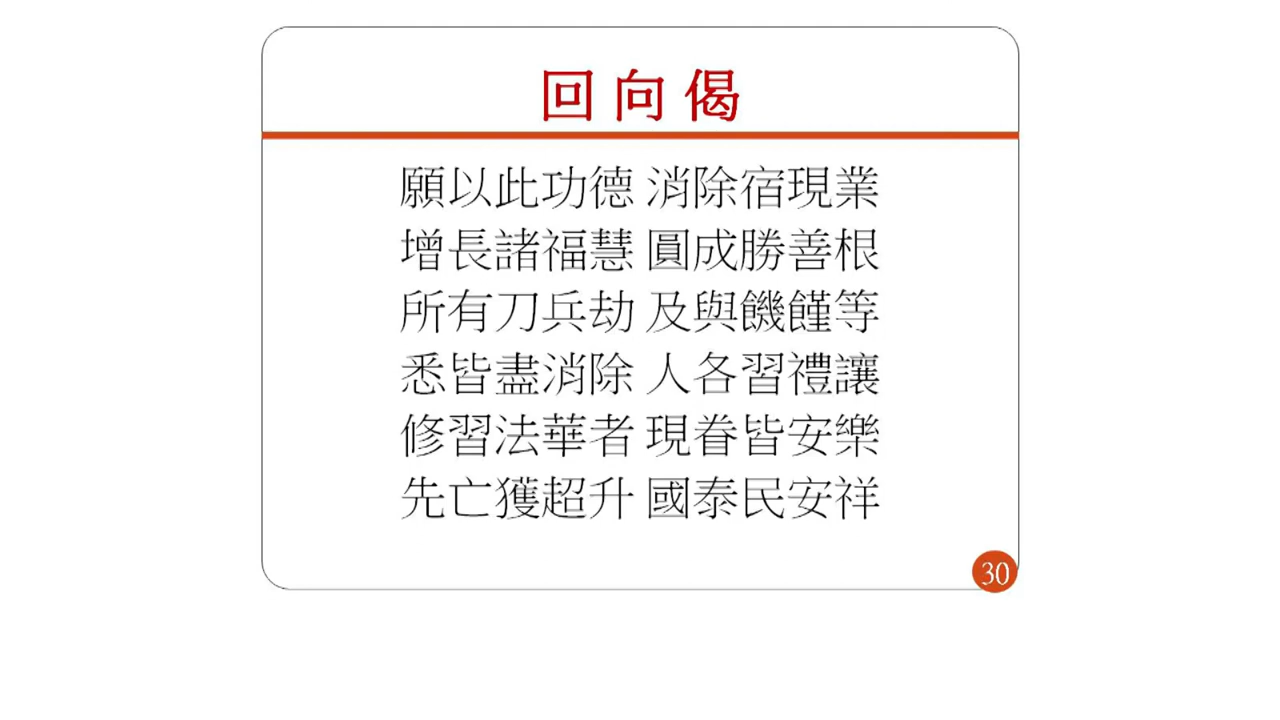 回向偈
願以此功德 消除宿現業
增長諸福慧 圓成勝善根
所有刀兵劫 及與饑饉等
悉皆盡消除 人各習禮讓
修習法華者 現眷皆安樂
先亡獲超升 國泰民安祥
30